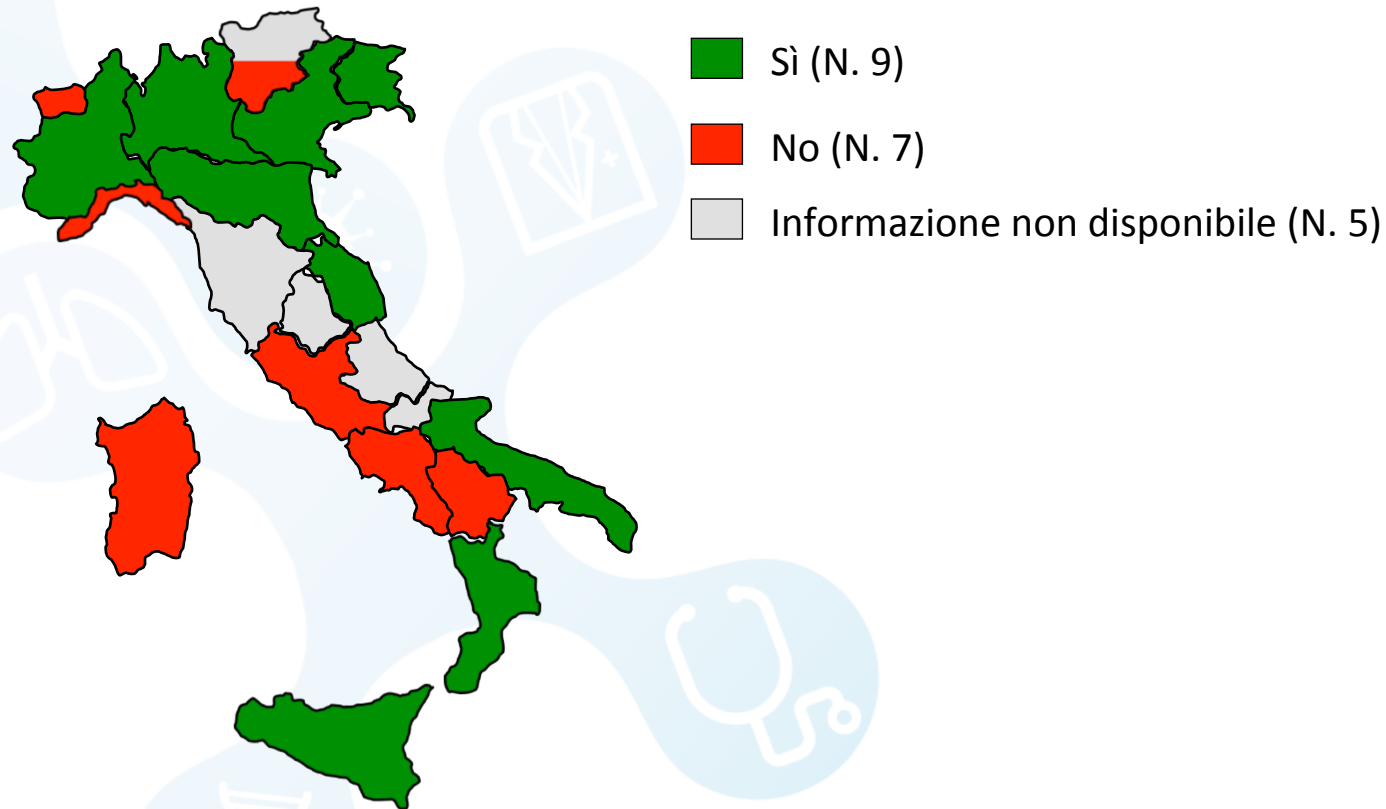 Sì (N. 9)
No (N. 7)
Informazione non disponibile (N. 5)